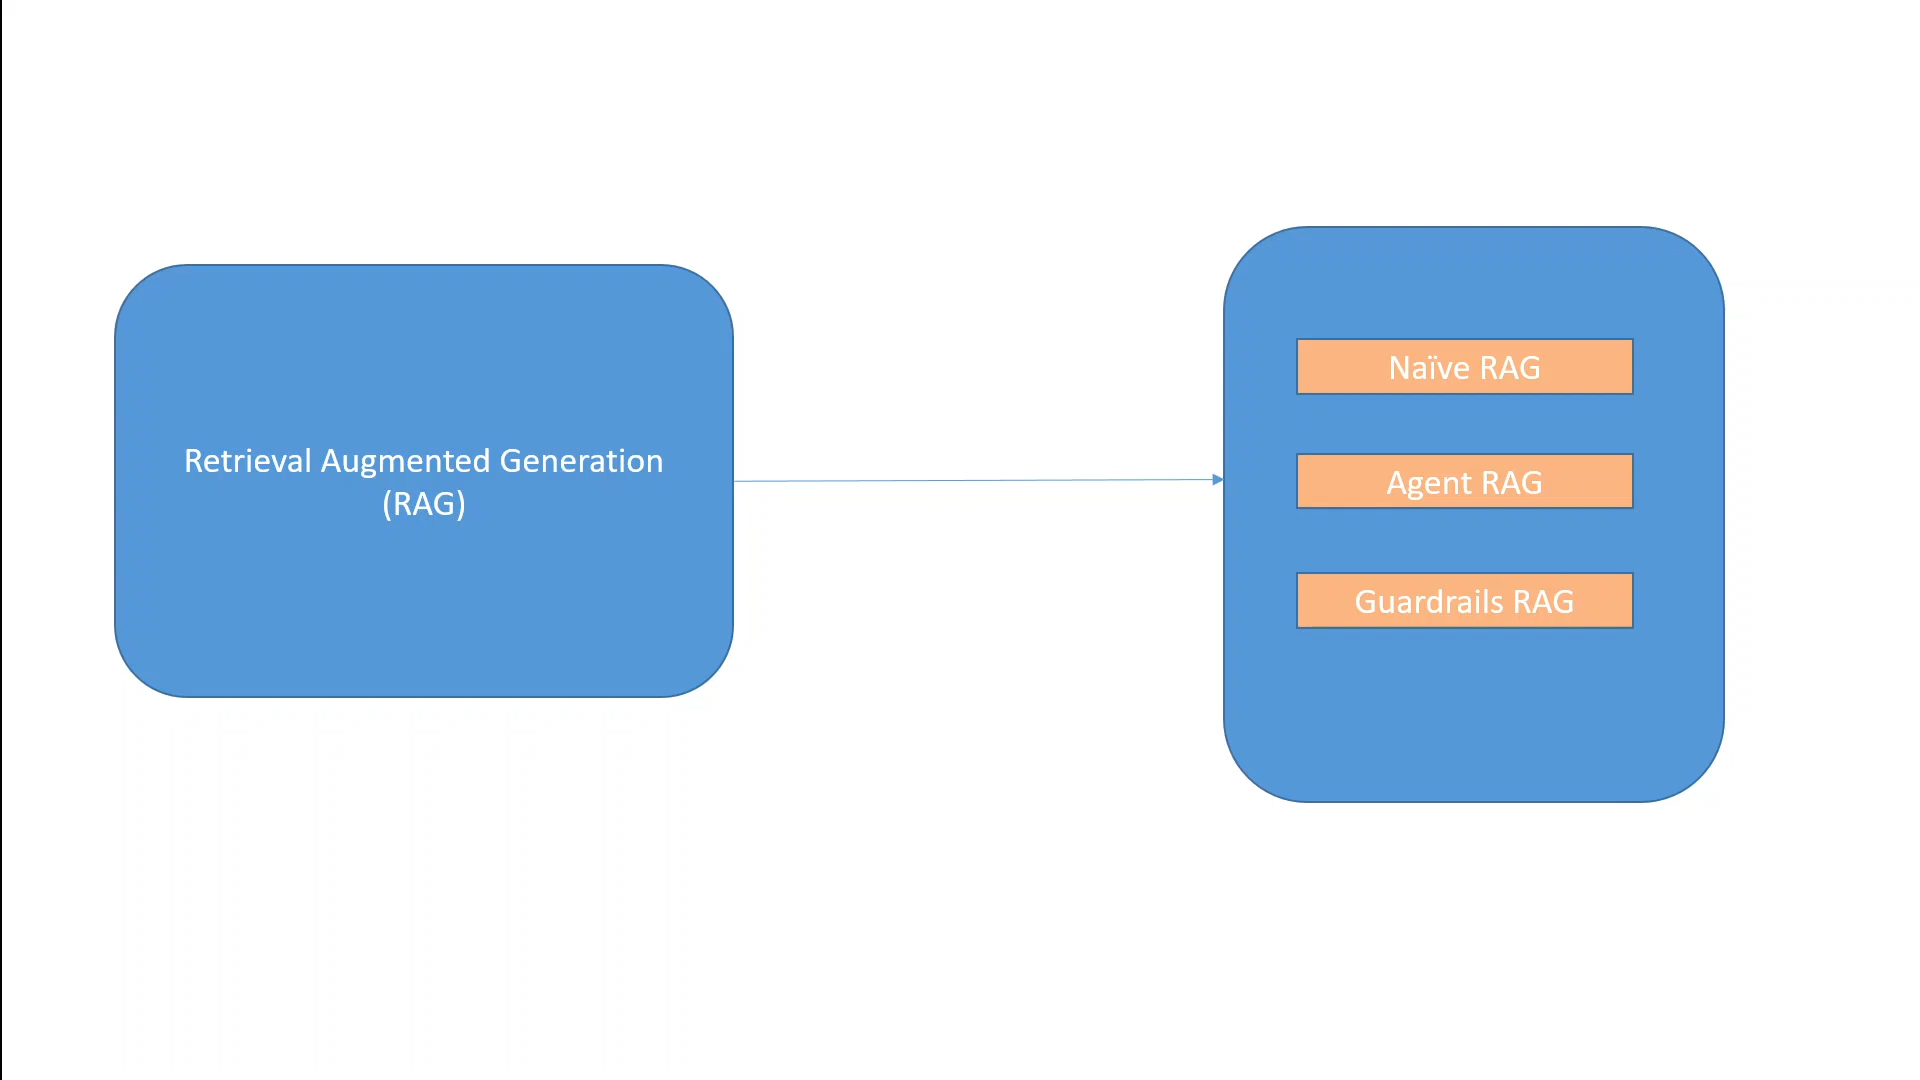 Retrieval Augmented Generation
(RAG)
Naïve RAG
Agent RAG
Guardrails RAG